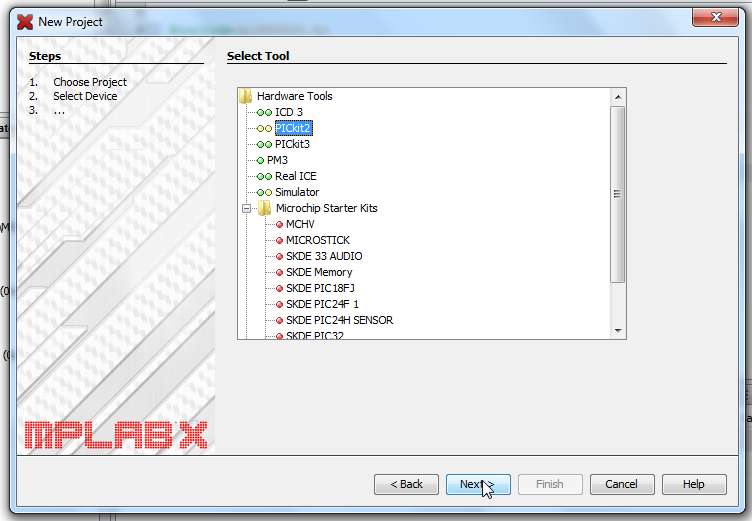 New Project
Steps
1. Choose Project
2. Select Device
3. ...
Select Tool
Hardware Tools
ICD 3
PICkit2
PICkit3
PM3
Real ICE
Simulator
Microchip Starter Kits
MCHV
MICROSTICK
SKDE 33 AUDIO
SKDE Memory
SKDE PIC18FJ
SKDE PIC24F 1
SKDE PIC24H SENSOR
SKDE PIC32
MPLAB X
< Back
Next >
Finish
Cancel
Help